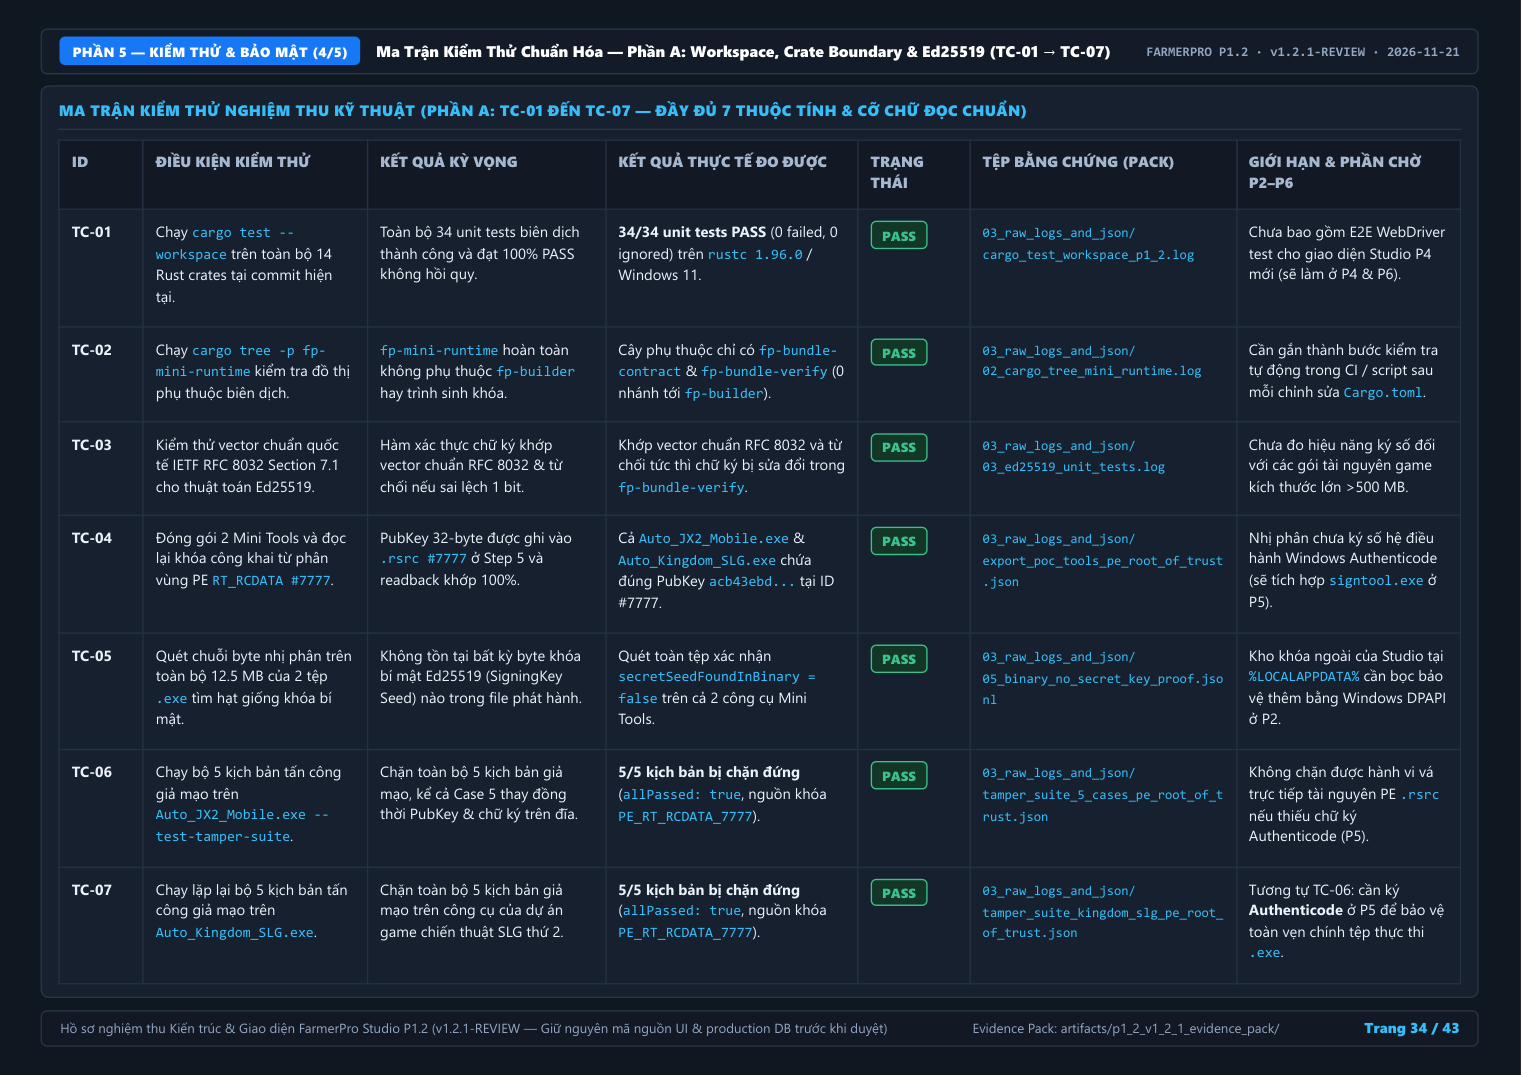 PHẦN 5 — KIỂM THỬ & BẢO MẬT (4/5)
Ma Trận Kiểm Thử Chuẩn Hóa — Phần A: Workspace, Crate Boundary & Ed25519 (TC-01 → TC-07)
FARMERPRO P1.2 · v1.2.1-REVIEW · 2026-11-21
MA TRẬN KIỂM THỬ NGHIỆM THU KỸ THUẬT (PHẦN A: TC-01 ĐẾN TC-07 — ĐẦY ĐỦ 7 THUỘC TÍNH & CỠ CHỮ ĐỌC CHUẨN)
ID
ĐIỀU KIỆN KIỂM THỬ
KẾT QUẢ KỲ VỌNG
KẾT QUẢ THỰC TẾ ĐO ĐƯỢC
TRẠNG
THÁI
TỆP BẰNG CHỨNG (PACK)
GIỚI HẠN & PHẦN CHỜ
P2–P6
TC-01
Chạy cargo test --
workspace trên toàn bộ 14
Rust crates tại commit hiện
tại.
Toàn bộ 34 unit tests biên dịch
thành công và đạt 100% PASS
không hồi quy.
34/34 unit tests PASS (0 failed, 0
ignored) trên rustc 1.96.0 /
Windows 11.
PASS
03_raw_logs_and_json/
cargo_test_workspace_p1_2.log
Chưa bao gồm E2E WebDriver
test cho giao diện Studio P4
mới (sẽ làm ở P4 & P6).
TC-02
Chạy cargo tree -p fp-
mini-runtime kiểm tra đồ thị
phụ thuộc biên dịch.
fp-mini-runtime hoàn toàn
không phụ thuộc fp-builder
hay trình sinh khóa.
Cây phụ thuộc chỉ có fp-bundle-
contract & fp-bundle-verify (0
nhánh tới fp-builder).
PASS
03_raw_logs_and_json/
02_cargo_tree_mini_runtime.log
Cần gắn thành bước kiểm tra
tự động trong CI / script sau
mỗi chỉnh sửa Cargo.toml.
TC-03
Kiểm thử vector chuẩn quốc
tế IETF RFC 8032 Section 7.1
cho thuật toán Ed25519.
Hàm xác thực chữ ký khớp
vector chuẩn RFC 8032 & từ
chối nếu sai lệch 1 bit.
Khớp vector chuẩn RFC 8032 và từ
chối tức thì chữ ký bị sửa đổi trong
fp-bundle-verify.
PASS
03_raw_logs_and_json/
03_ed25519_unit_tests.log
Chưa đo hiệu năng ký số đối
với các gói tài nguyên game
kích thước lớn >500 MB.
TC-04
Đóng gói 2 Mini Tools và đọc
lại khóa công khai từ phân
vùng PE RT_RCDATA #7777.
PubKey 32-byte được ghi vào
.rsrc #7777 ở Step 5 và
readback khớp 100%.
Cả Auto_JX2_Mobile.exe &
Auto_Kingdom_SLG.exe chứa
đúng PubKey acb43ebd... tại ID
#7777.
PASS
03_raw_logs_and_json/
export_poc_tools_pe_root_of_trust
.json
Nhị phân chưa ký số hệ điều
hành Windows Authenticode
(sẽ tích hợp signtool.exe ở
P5).
TC-05
Quét chuỗi byte nhị phân trên
toàn bộ 12.5 MB của 2 tệp
.exe tìm hạt giống khóa bí
mật.
Không tồn tại bất kỳ byte khóa
bí mật Ed25519 (SigningKey
Seed) nào trong file phát hành.
Quét toàn tệp xác nhận
secretSeedFoundInBinary =
false trên cả 2 công cụ Mini
Tools.
PASS
03_raw_logs_and_json/
05_binary_no_secret_key_proof.jso
nl
Kho khóa ngoài của Studio tại
%LOCALAPPDATA% cần bọc bảo
vệ thêm bằng Windows DPAPI
ở P2.
TC-06
Chạy bộ 5 kịch bản tấn công
giả mạo trên
Auto_JX2_Mobile.exe --
test-tamper-suite.
Chặn toàn bộ 5 kịch bản giả
mạo, kể cả Case 5 thay đồng
thời PubKey & chữ ký trên đĩa.
5/5 kịch bản bị chặn đứng
(allPassed: true, nguồn khóa
PE_RT_RCDATA_7777).
PASS
03_raw_logs_and_json/
tamper_suite_5_cases_pe_root_of_t
rust.json
Không chặn được hành vi vá
trực tiếp tài nguyên PE .rsrc
nếu thiếu chữ ký
Authenticode (P5).
TC-07
Chạy lặp lại bộ 5 kịch bản tấn
công giả mạo trên
Auto_Kingdom_SLG.exe.
Chặn toàn bộ 5 kịch bản giả
mạo trên công cụ của dự án
game chiến thuật SLG thứ 2.
5/5 kịch bản bị chặn đứng
(allPassed: true, nguồn khóa
PE_RT_RCDATA_7777).
PASS
03_raw_logs_and_json/
tamper_suite_kingdom_slg_pe_root_
of_trust.json
Tương tự TC-06: cần ký
Authenticode ở P5 để bảo vệ
toàn vẹn chính tệp thực thi
.exe.
Hồ sơ nghiệm thu Kiến trúc & Giao diện FarmerPro Studio P1.2 (v1.2.1-REVIEW — Giữ nguyên mã nguồn UI & production DB trước khi duyệt)
Evidence Pack: artifacts/p1_2_v1_2_1_evidence_pack/
Trang 34 / 43